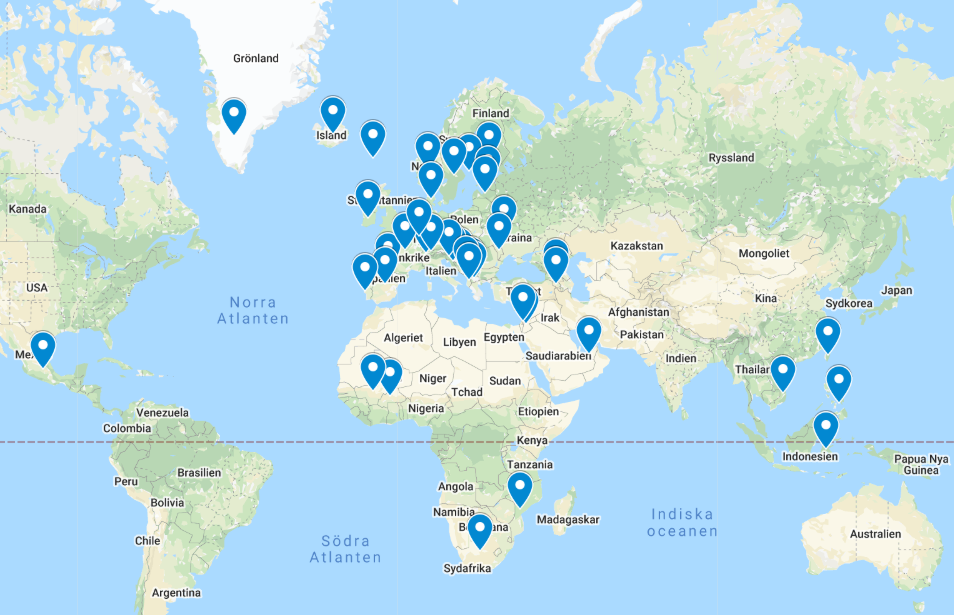 Grönland
Finland
Island
Ryssland
Kanada
Polen
Kazakstan
Mongoliet
Italien
USA
Norra
Atlanten
Japan
Kina
Sydkorea
Afghanistan
Irak
Algeriet
Libyen
Egypten
Pakistan
Saudiarabien
Indien
Niger
Sudan
Tchad
Nigeria
Etiopien
Venezuela
Colombia
Kenya
Indonesien
Papua Nya
Guinea
Tanzania
Brasilien
Peru
Angola
Bolivia
Namibia
Madagaskar
Indiska
oceanen
Australien
Chile
Södra
Atlanten
Sydafrika
Argentina